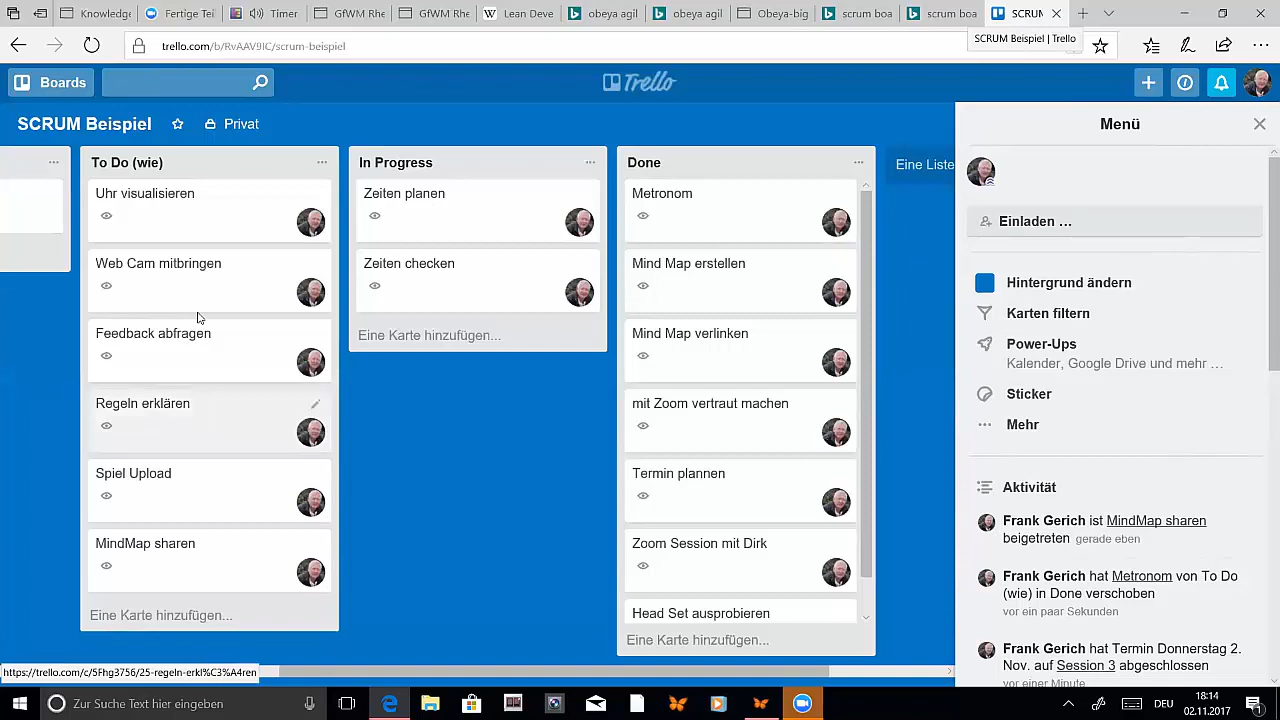 Big-knowledge
Fertige Teil
Timer
GfWM Rhe
GfWM Rhe
Lean Deve
obeya agil
obeya agil
Obeya-big
scrum boa
scrum boa
SCRUM
trello.com/b/RvAAV9IC/scrum-beispiel
SCRUM Beispiel | Trello
Boards
Trello
SCRUM Beispiel
Privat
Menü
To Do (wie)
Uhr visualisieren
Web Cam mitbringen
Feedback abfragen
Regeln erklären
Spiel Upload
MindMap sharen
Eine Karte hinzufügen...
In Progress
Zeiten planen
Zeiten checken
Eine Karte hinzufügen...
Done
Metronom
Mind Map erstellen
Mind Map verlinken
mit Zoom vertraut machen
Termin plannen
Zoom Session mit Dirk
Head Set ausprobieren
Eine Karte hinzufügen...
Eine Liste
Einladen ...
Hintergrund ändern
Karten filtern
Power-Ups
Kalender, Google Drive und mehr ...
Sticker
Mehr
Aktivität
Frank Gerich ist MindMap sharen
beigetreten gerade eben
Frank Gerich hat Metronom von To Do
(wie) in Done verschoben
vor ein paar Sekunden
Frank Gerich hat Termin Donnerstag 2.
Nov. auf Session 3 abgeschlossen
vor einer Minute
https://trello.com/c/5Fhg3756/25-regeln-erkl%C3%A4ren
Zur Suche Text hier eingeben
DEU
18:14
02.11.2017